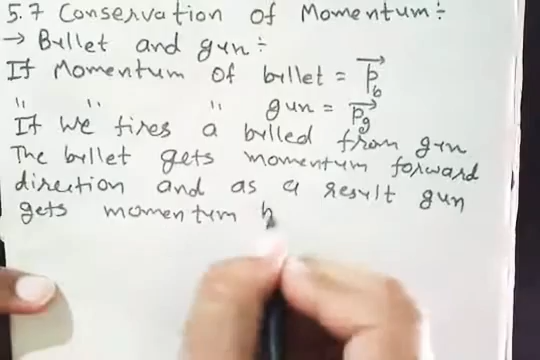 5.7 Conservation of Momentum÷
→ Bullet and gun÷
If Momentum of bullet = p⃗b
" " " gun = p⃗g
If we fires a bulled from gun
The bullet gets momentum forward
direction and as a result gun
gets momentum b